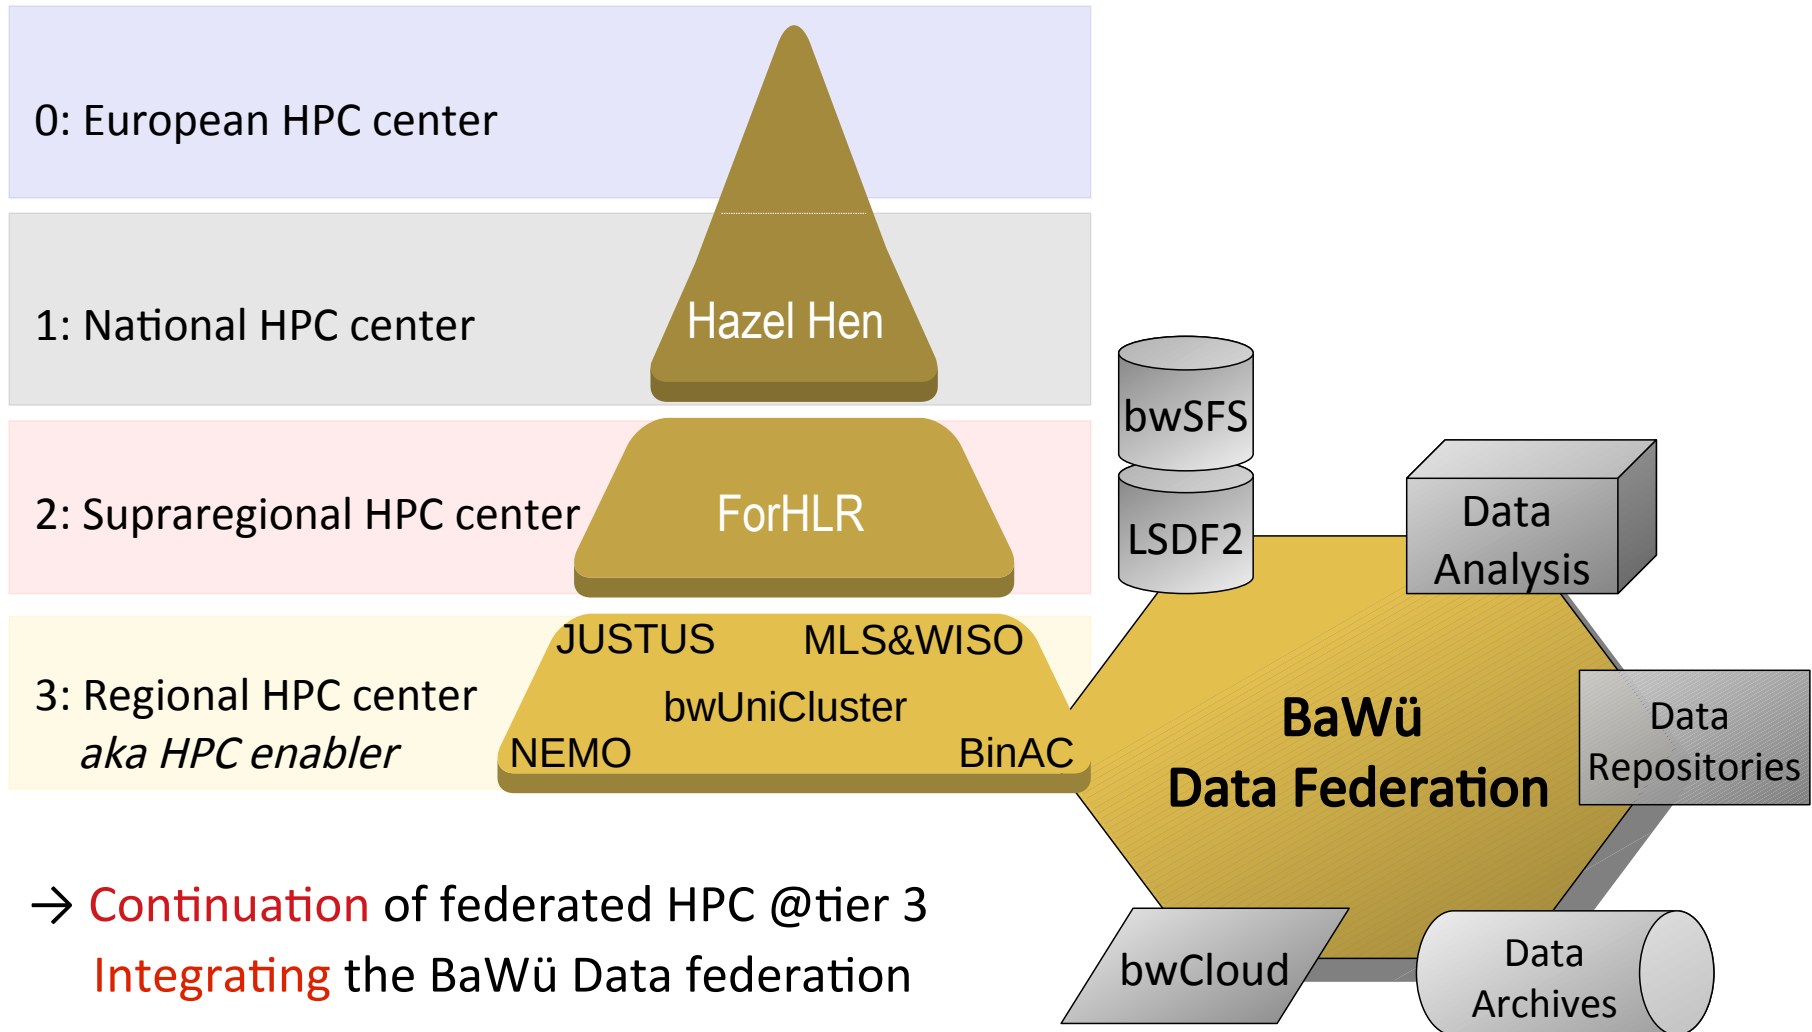 0: European HPC center
1: National HPC center
Hazel Hen
2: Supraregional HPC center
ForHLR
3: Regional HPC center
aka HPC enabler
JUSTUS
MLS&WISO
bwUniCluster
NEMO
BinAC
bwSFS
LSDF2
Data
Analysis
BaWü
Data Federation
Data
Repositories
bwCloud
Data
Archives
→ Continuation of federated HPC @tier 3
Integrating the BaWü Data federation